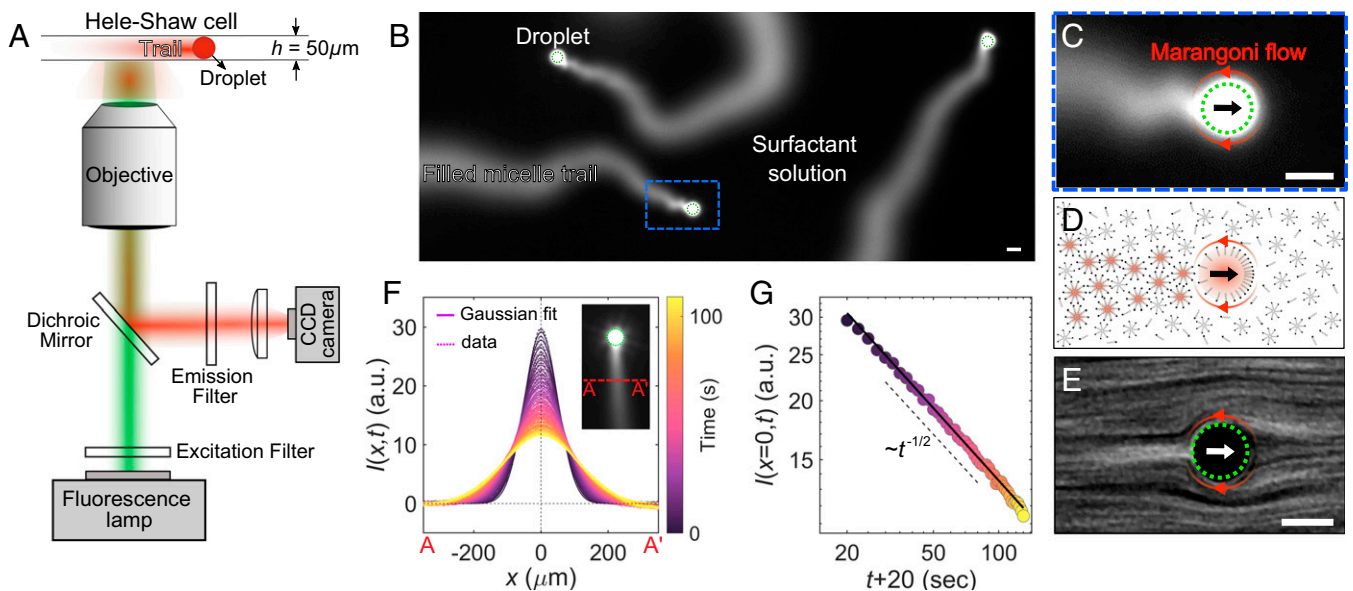 A
Hele-Shaw cell
Trail
h = 50μm
Droplet
Objective
Dichroic
Mirror
Emission
Filter
CCD
camera
Excitation Filter
Fluorescence
lamp
B
Droplet
Filled micelle trail
Surfactant
solution
C
Marangoni flow
D
E
F
Gaussian fit
data
A
A'
I(x,t) (a.u.)
30
20
10
0
-200
0
200
A
A'
x (μm)
100
Time (s)
0
G
I(x=0,t) (a.u.)
30
25
20
15
~t^-1/2
20
50
100
t+20 (sec)